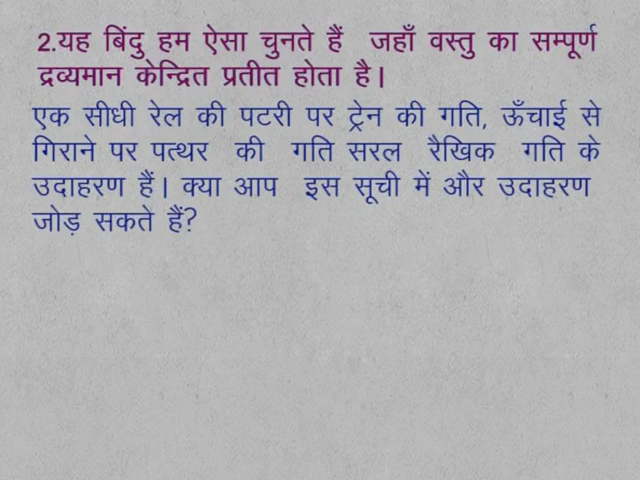 2.यह बिंदु हम ऐसा चुनते हैं जहाँ वस्तु का सम्पूर्ण
द्रव्यमान केन्द्रित प्रतीत होता है।
एक सीधी रेल की पटरी पर ट्रेन की गति, ऊँचाई से
गिराने पर पत्थर की गति सरल रैखिक गति के
उदाहरण हैं। क्या आप इस सूची में और उदाहरण
जोड़ सकते हैं?